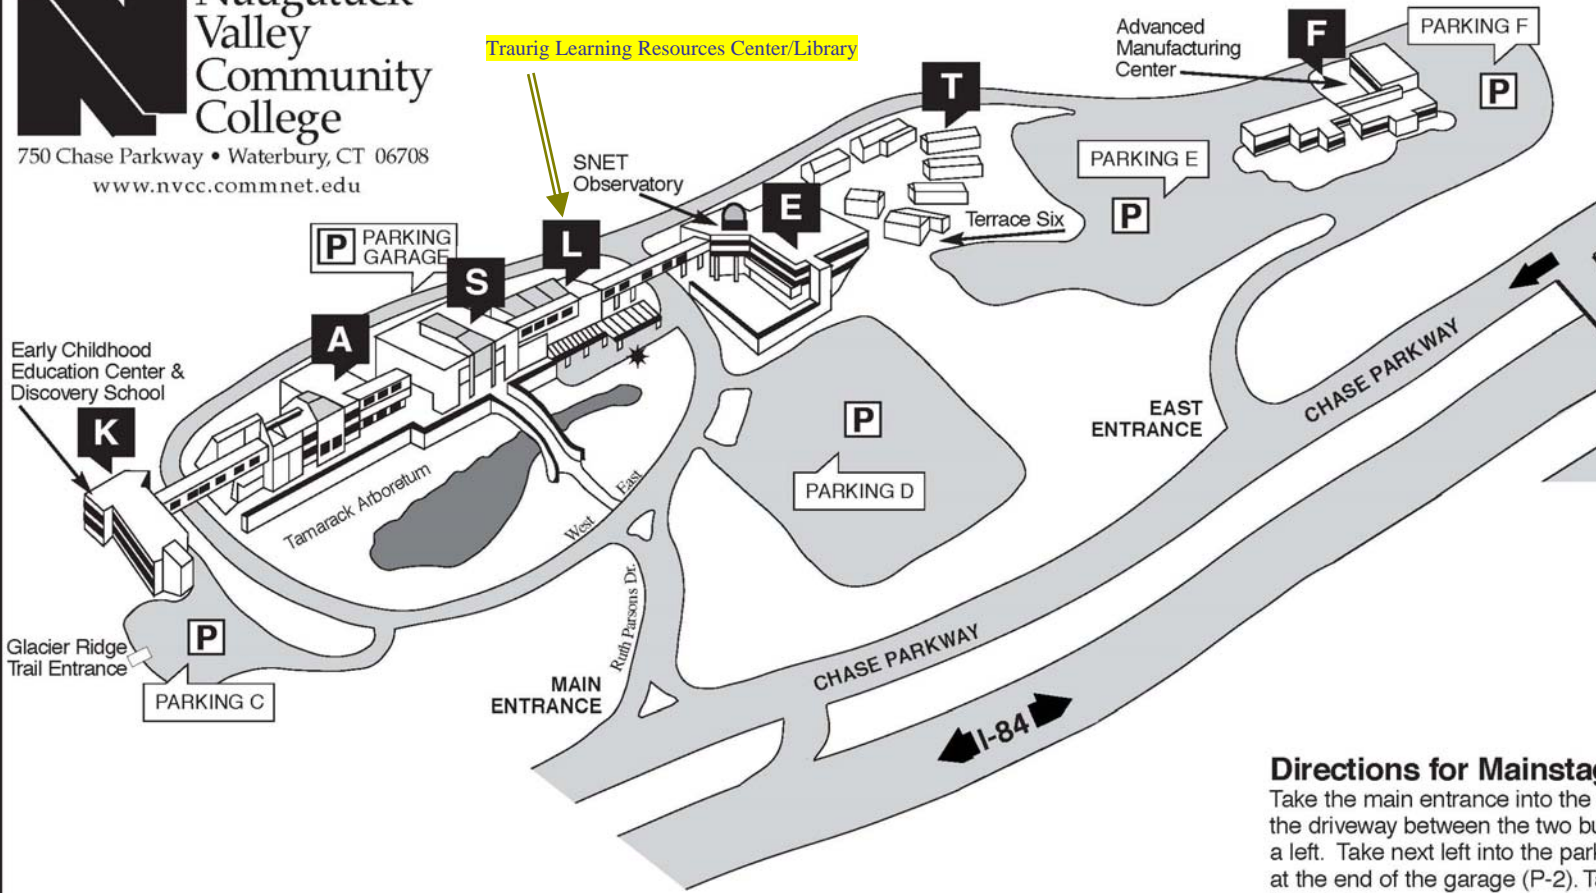 N
Naugatuck
Valley
Community
College
750 Chase Parkway • Waterbury, CT 06708
www.nvcc.commnet.edu
Traurig Learning Resources Center/Library
Advanced
Manufacturing
Center
F
PARKING F
P
T
SNET
Observatory
E
PARKING E
P
Terrace Six
P PARKING
GARAGE
L
S
A
Early Childhood
Education Center &
Discovery School
K
Tamarack Arboretum
P
PARKING D
EAST
ENTRANCE
CHASE PARKWAY
West
East
Ruth Parsons Dr.
Glacier Ridge
Trail Entrance
P
PARKING C
MAIN
ENTRANCE
CHASE PARKWAY
I-84
Directions for
Take the main entrance into the
the driveway between the two
a left. Take next left into the
at the end of the garage (P-2).